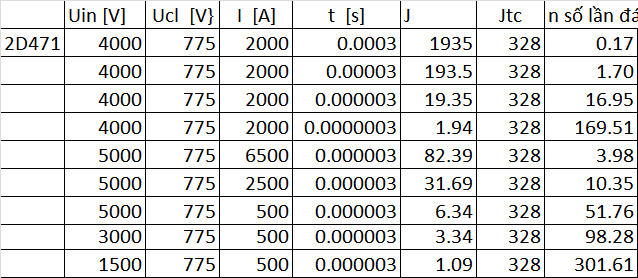 Uin [V] Ucl [V} I [A] t [s] J Jtc n số lần đá
2D471 4000 775 2000 0.0003 1935 328 0.17
4000 775 2000 0.00003 193.5 328 1.70
4000 775 2000 0.000003 19.35 328 16.95
4000 775 2000 0.0000003 1.94 328 169.51
5000 775 6500 0.000003 82.39 328 3.98
5000 775 2500 0.000003 31.69 328 10.35
5000 775 500 0.000003 6.34 328 51.76
3000 775 500 0.000003 3.34 328 98.28
1500 775 500 0.000003 1.09 328 301.61